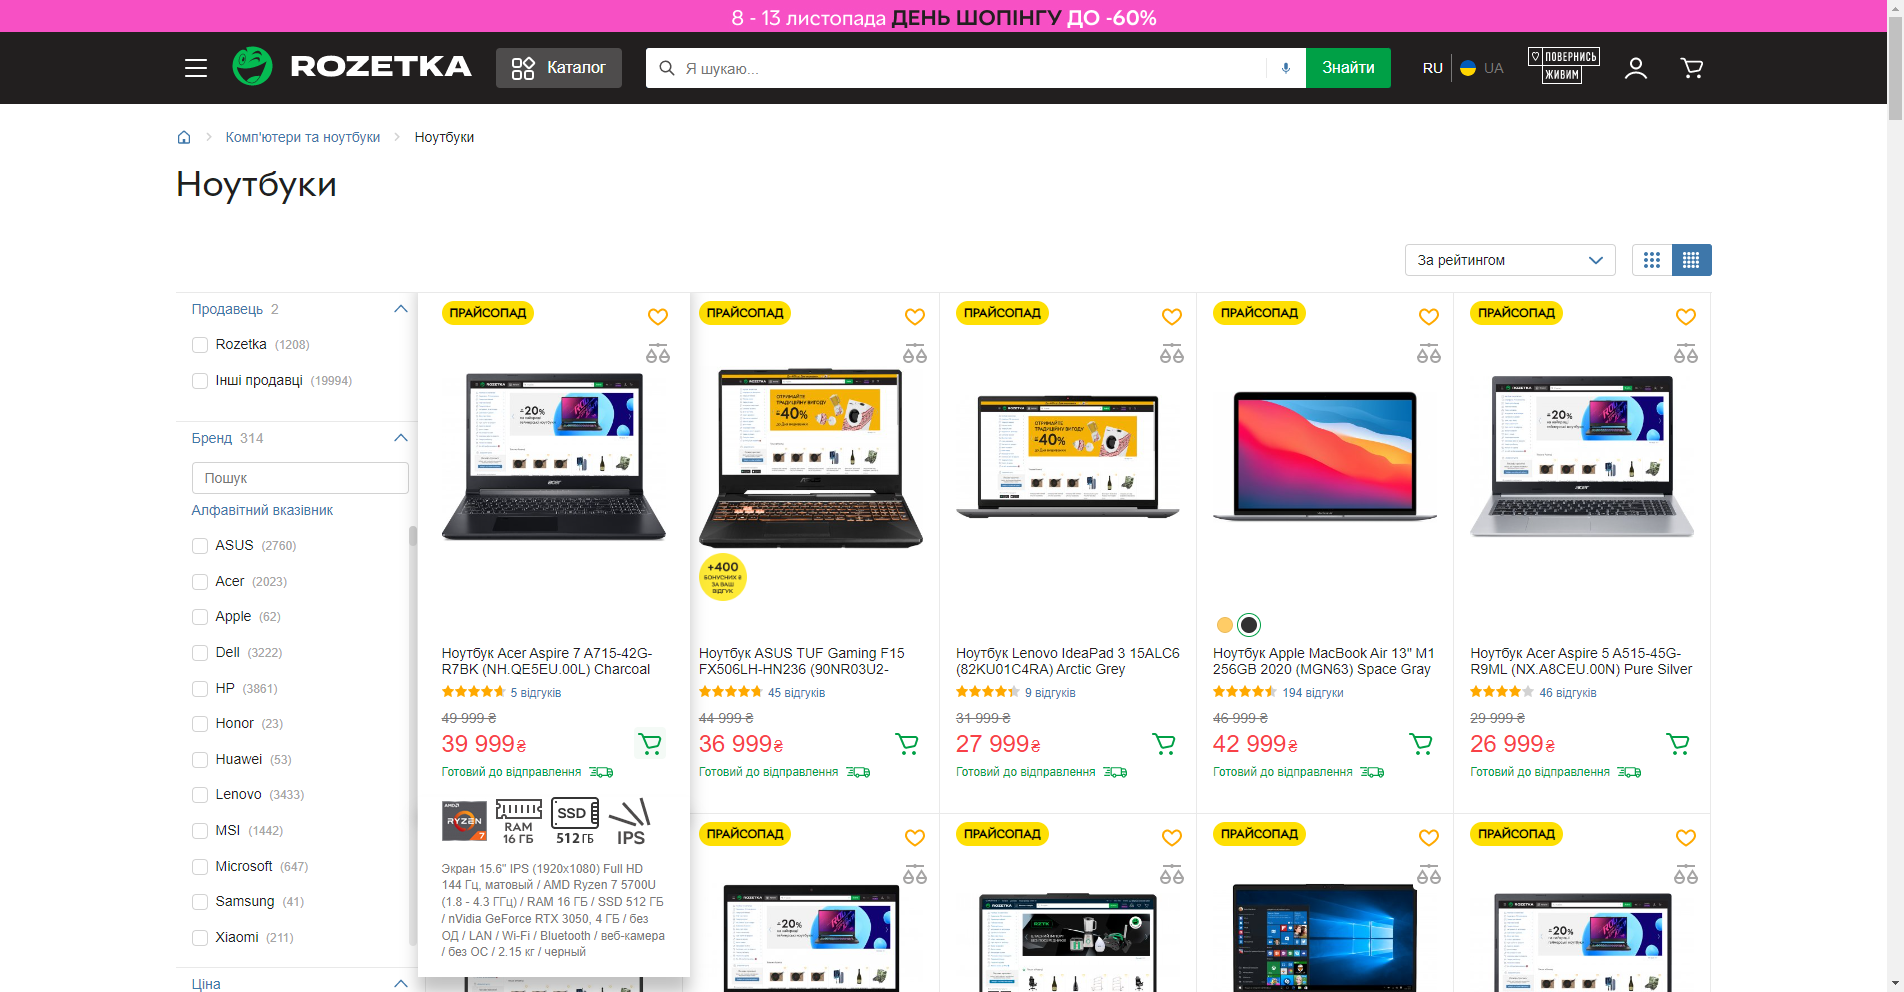 8 - 13 листопада ДЕНЬ ШОПІНГУ ДО -60%
ROZETKA
Каталог
Я шукаю...
Знайти
RU
UA
ПОВЕРНИСЬ
ЖИВИМ
Комп'ютери та ноутбуки
Ноутбуки
Ноутбуки
За рейтингом
Продавець 2
Rozetka (1208)
Інші продавці (19994)
Бренд 314
Пошук
Алфавітний вказівник
ASUS (2760)
Acer (2023)
Apple (62)
Dell (3222)
HP (3861)
Honor (23)
Huawei (53)
Lenovo (3433)
MSI (1442)
Microsoft (647)
Samsung (41)
Xiaomi (211)
Ціна
ПРАЙСОПАД
Ноутбук Acer Aspire 7 A715-42G-
R7BK (NH.QE5EU.00L) Charcoal
5 відгуків
49 999 ₴
39 999₴
Готовий до відправлення
AMD
RYZEN
7
RAM
16 ГБ
SSD
512 ГБ
IPS
Экран 15.6" IPS (1920x1080) Full HD
144 Гц, матовый / AMD Ryzen 7 5700U
(1.8 - 4.3 ГГц) / RAM 16 ГБ / SSD 512 ГБ
/ nVidia GeForce RTX 3050, 4 ГБ / без
ОД / LAN / Wi-Fi / Bluetooth / веб-камера
/ без ОС / 2.15 кг / черный
ПРАЙСОПАД
ОТРИМАЙТЕ
ТРАДИЦІЙНУ ВИГОДУ
40%
+400
БОНУСНИХ ₴
ЗА ВАШ
ВІДГУК
Ноутбук ASUS TUF Gaming F15
FX506LH-HN236 (90NR03U2-
45 відгуків
44 999 ₴
36 999₴
Готовий до відправлення
ПРАЙСОПАД
Ноутбук Lenovo IdeaPad 3 15ALC6
(82KU01C4RA) Arctic Grey
9 відгуків
31 999 ₴
27 999₴
Готовий до відправлення
ПРАЙСОПАД
Ноутбук Apple MacBook Air 13" M1
256GB 2020 (MGN63) Space Gray
194 відгуки
46 999 ₴
42 999₴
Готовий до відправлення
ПРАЙСОПАД
Ноутбук Acer Aspire 5 A515-45G-
R9ML (NX.A8CEU.00N) Pure Silver
46 відгуків
29 999 ₴
26 999₴
Готовий до відправлення
ПРАЙСОПАД
ПРАЙСОПАД
ПРАЙСОПАД
ПРАЙСОПАД